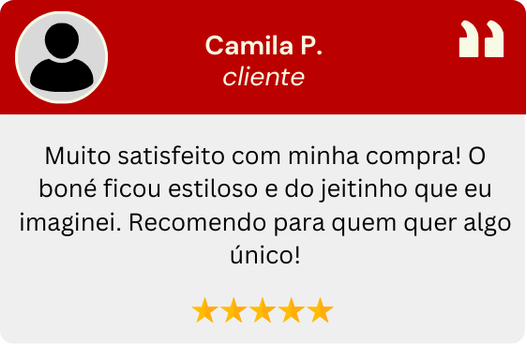 Camila P.
cliente
Muito satisfeito com minha compra! O
boné ficou estiloso e do jeitinho que eu
imaginei. Recomendo para quem quer algo
único!